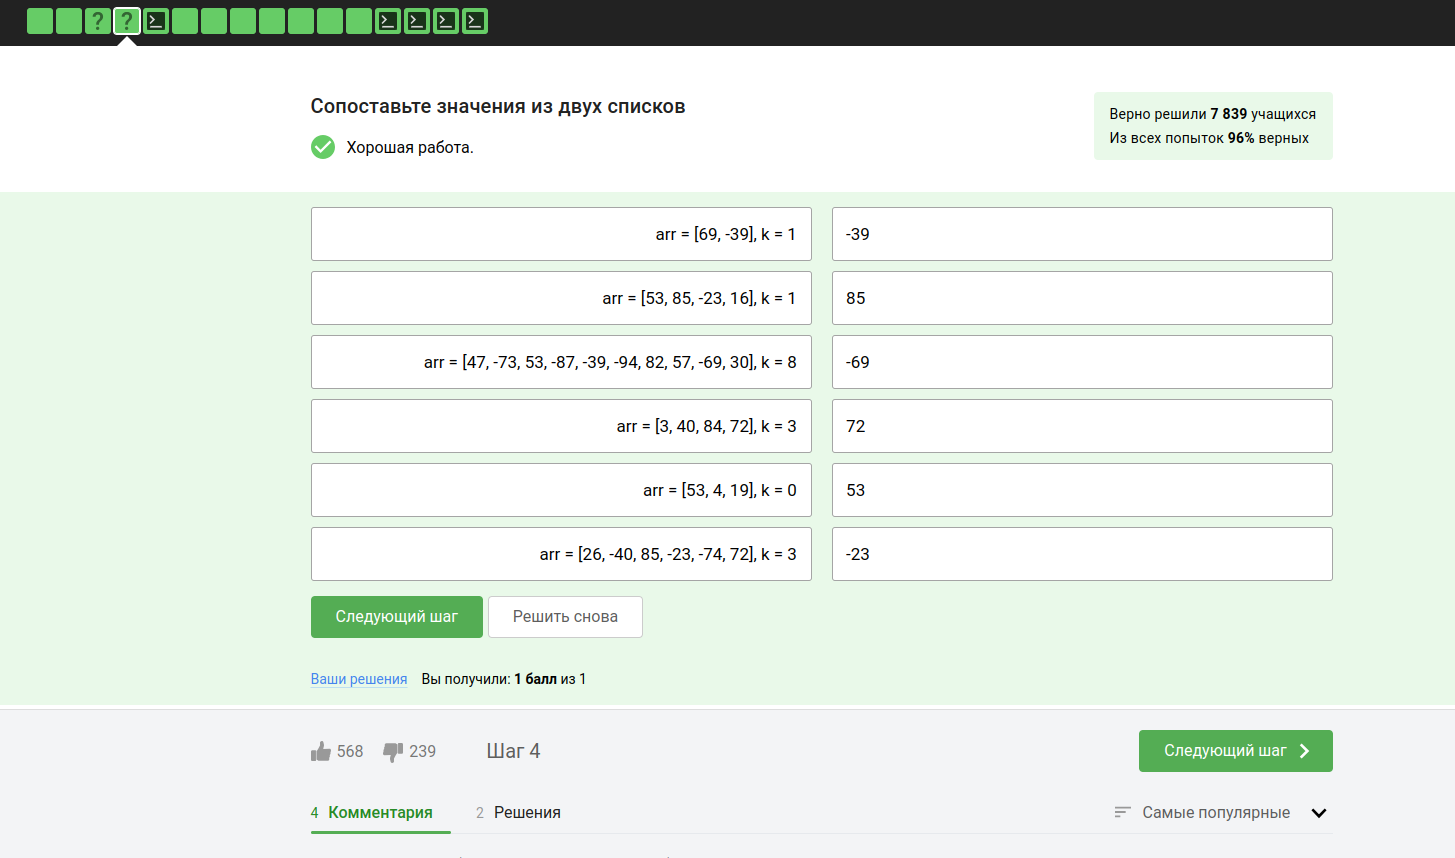 ? ?
Сопоставьте значения из двух списков
Хорошая работа.
Верно решили 7 839 учащихся
Из всех попыток 96% верных
arr = [69, -39], k = 1
-39
arr = [53, 85, -23, 16], k = 1
85
arr = [47, -73, 53, -87, -39, -94, 82, 57, -69, 30], k = 8
-69
arr = [3, 40, 84, 72], k = 3
72
arr = [53, 4, 19], k = 0
53
arr = [26, -40, 85, -23, -74, 72], k = 3
-23
Следующий шаг Решить снова
Ваши решения Вы получили: 1 балл из 1
568 239 Шаг 4
Следующий шаг
4 Комментария 2 Решения
Самые популярные